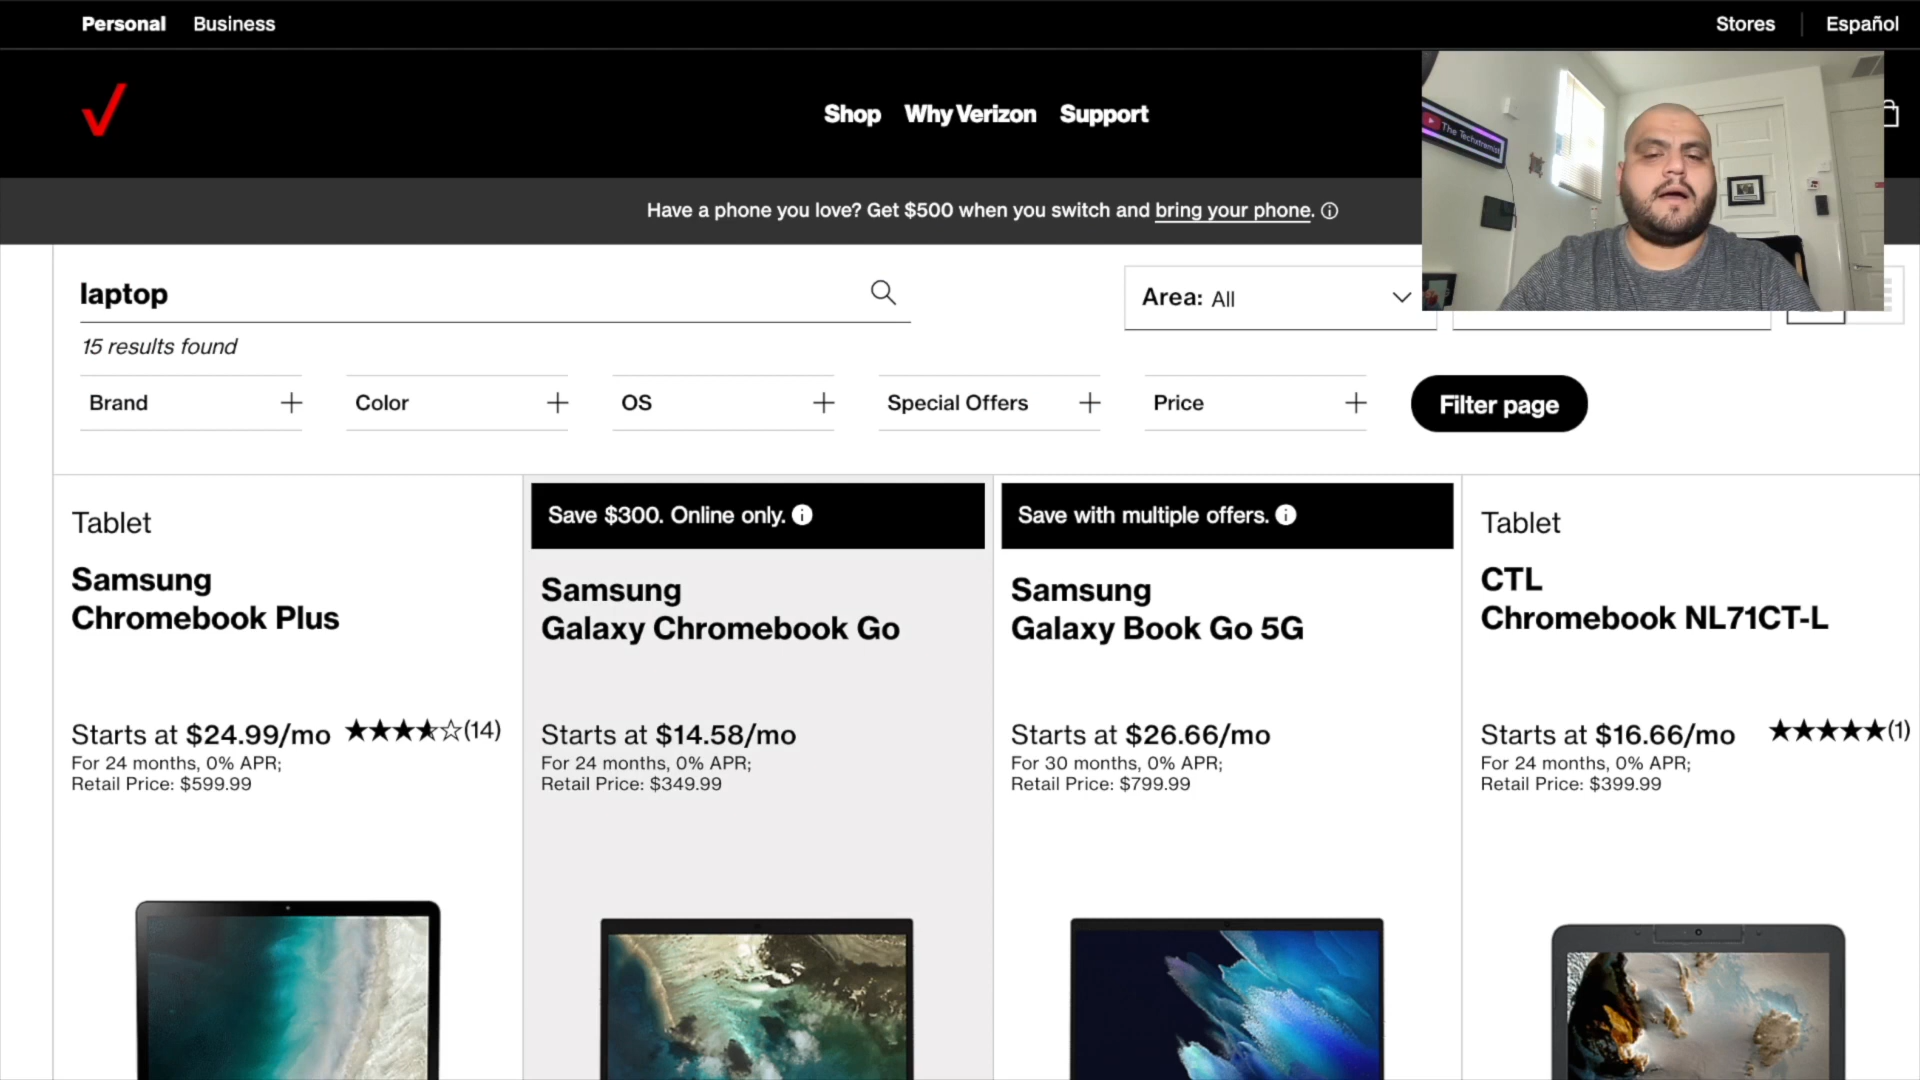 Personal Business
Stores Español
Shop Why Verizon Support
The Techxtremist
Have a phone you love? Get $500 when you switch and bring your phone.
laptop
Area: All
15 results found
Brand Color OS Special Offers Price Filter page
Tablet
Samsung
Chromebook Plus
Starts at $24.99/mo (14)
For 24 months, 0% APR;
Retail Price: $599.99
Save $300. Online only.
Samsung
Galaxy Chromebook Go
Starts at $14.58/mo
For 24 months, 0% APR;
Retail Price: $349.99
Save with multiple offers.
Samsung
Galaxy Book Go 5G
Starts at $26.66/mo
For 30 months, 0% APR;
Retail Price: $799.99
Tablet
CTL
Chromebook NL71CT-L
Starts at $16.66/mo (1)
For 24 months, 0% APR;
Retail Price: $399.99